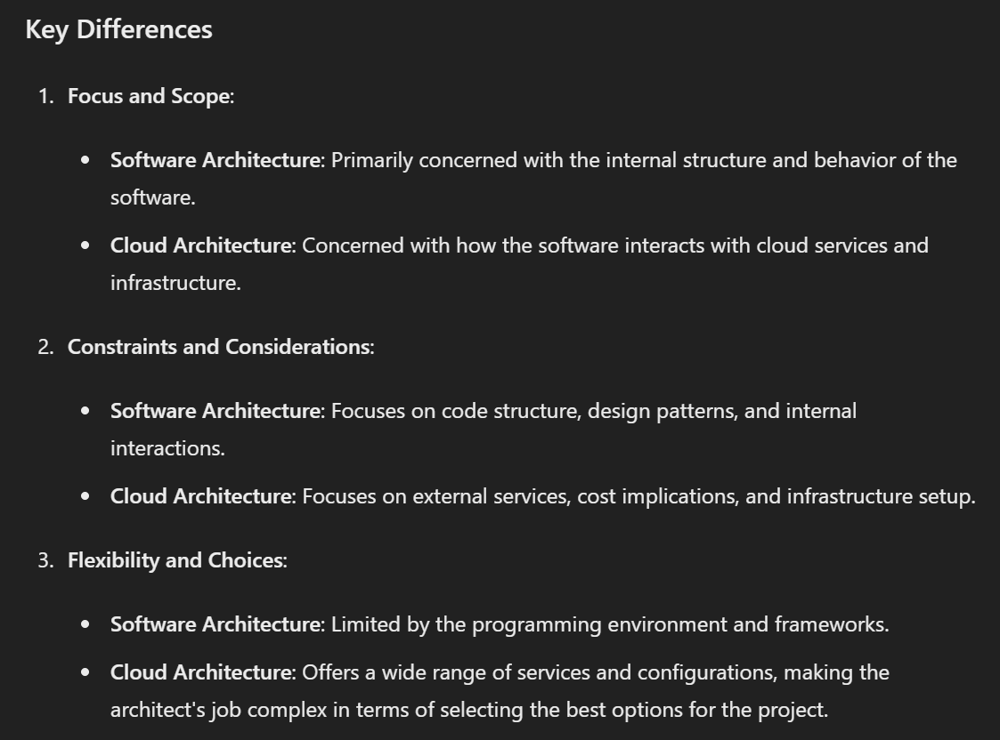 Key Differences
1. Focus and Scope:
• Software Architecture: Primarily concerned with the internal structure and behavior of the
software.
• Cloud Architecture: Concerned with how the software interacts with cloud services and
infrastructure.
2. Constraints and Considerations:
• Software Architecture: Focuses on code structure, design patterns, and internal
interactions.
• Cloud Architecture: Focuses on external services, cost implications, and infrastructure setup.
3. Flexibility and Choices:
• Software Architecture: Limited by the programming environment and frameworks.
• Cloud Architecture: Offers a wide range of services and configurations, making the
architect's job complex in terms of selecting the best options for the project.